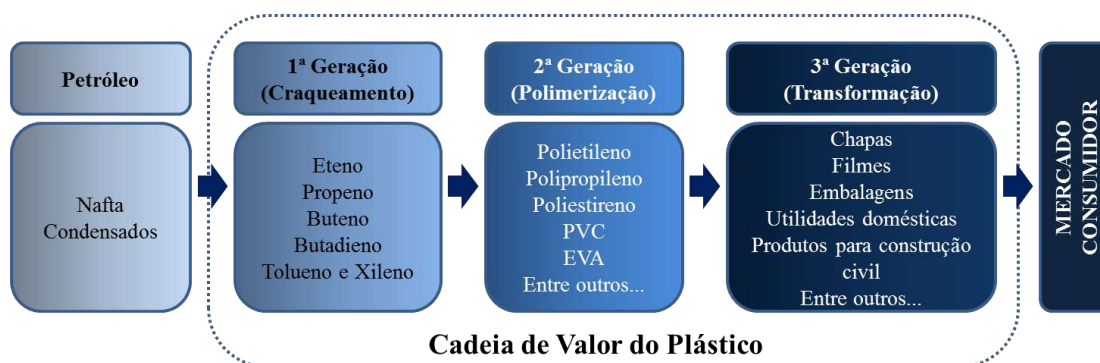 Petróleo
Nafta
Condensados
1ª Geração
(Craqueamento)
Eteno
Propeno
Buteno
Butadieno
Tolueno e Xileno
2ª Geração
(Polimerização)
Polietileno
Polipropileno
Poliestireno
PVC
EVA
Entre outros...
3ª Geração
(Transformação)
Chapas
Filmes
Embalagens
Utilidades domésticas
Produtos para construção
civil
Entre outros...
MERCADO
CONSUMIDOR
Cadeia de Valor do Plástico